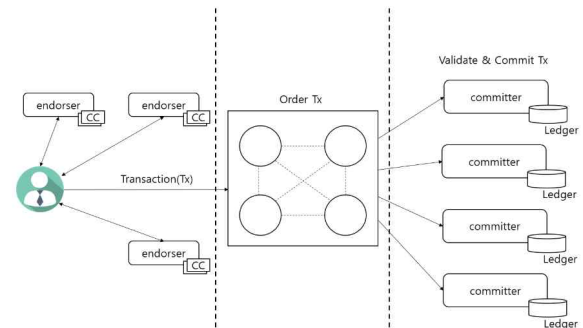 endorser
CC
endorser
CC
Transaction(Tx)
endorser
CC
Order Tx
Validate & Commit Tx
committer
Ledger
committer
Ledger
committer
Ledger
committer
Ledger